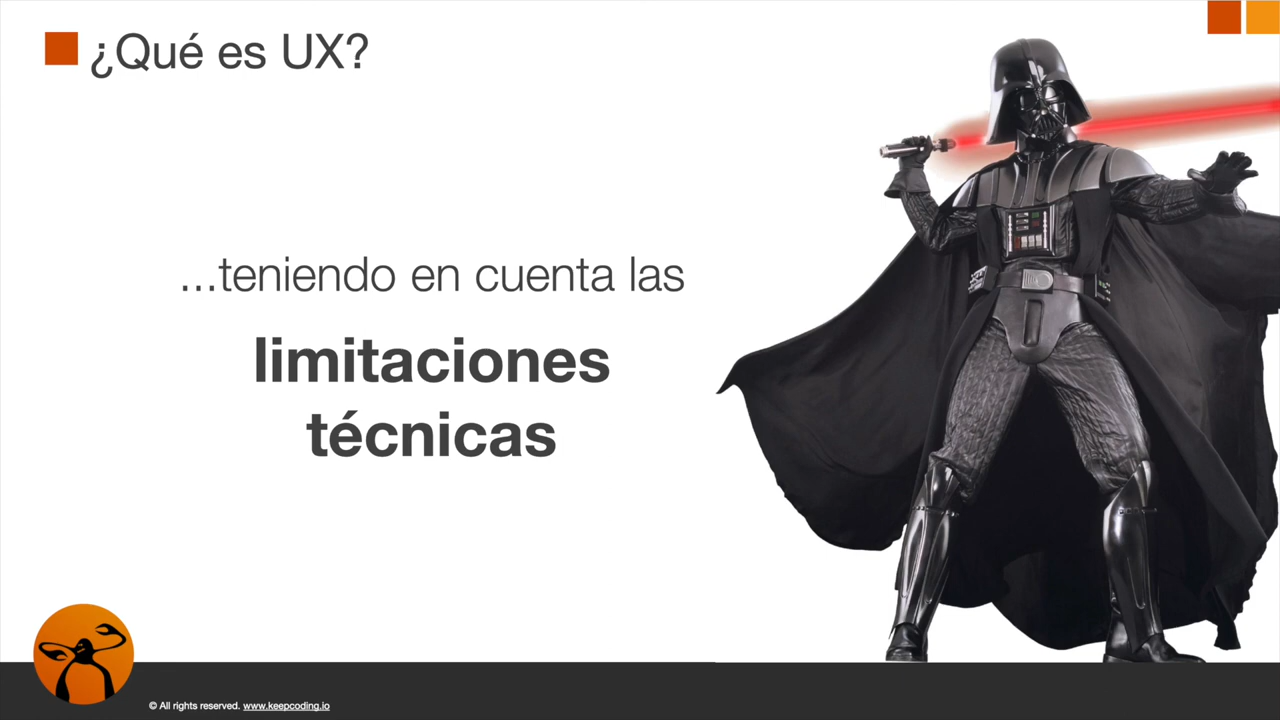 ¿Qué es UX?
...teniendo en cuenta las
limitaciones
técnicas
© All rights reserved. www.keepcoding.io